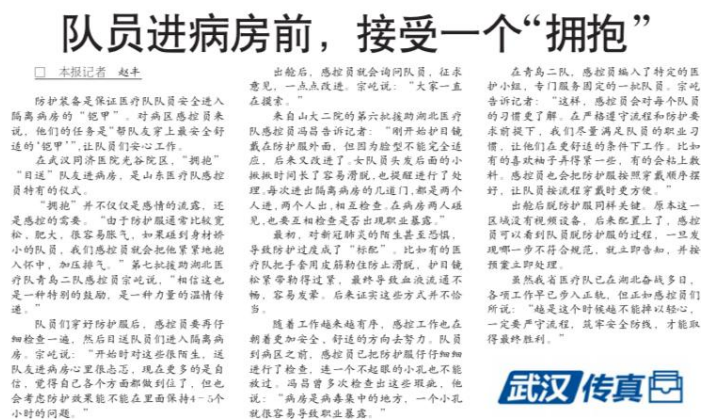 队员进病房前，接受一个“拥抱”
□ 本报记者 赵丰
防护装备是保证医疗队队员安全进入
隔离病房的“铠甲”。对病区感控员来
说，他们的任务是“帮队友穿上最安全舒
适的‘铠甲’”，让队员们安心工作。
在武汉同济医院光谷院区，“拥抱”
“目送”队友进病房，是山东医疗队感控
员特有的仪式。
“拥抱”并不仅仅是感情的流露，还
是感控的需要。“由于防护服通常比较宽
松，肥大，很容易胀气，如果碰到身材娇
小的队员，我们感控员就会把他紧紧地抱
入怀中，加压排气。”第七批援助湖北医
疗队青岛二队感控员宗屹说，“相信这也
是一种特别的鼓励，是一种力量的温情传
递。”
队员们穿好防护服后，感控员要再仔
细检查一遍，然后目送队员们进入隔离病
房。宗屹说：“开始时对这些很陌生，送
队友进病房心里很忐忑，现在更多的是自
信，觉得自己各个方面都做到位了，但也
会考虑防护效果能不能在里面保持4-5个
小时的问题。”
出舱后，感控员就会询问队员，征求
意见，一点点改进。宗屹说：“大家一直
在摸索。”
来自山大二院的第六批援助湖北医疗
队感控员冯昌告诉记者：“刚开始护目镜
戴在防护服外面，但因为脸型不能完全适
应，后来又改进了。女队员头发后面的小
揪揪时间长了容易滑脱，也提醒进行了处
理。每次进出隔离病房的几道门，都是两个
人进，两个人出，相互检查。在病房两人碰
见，也要互相检查是否出现职业暴露。”
最初，对新冠肺炎的陌生甚至恐惧，
导致防护过度成了“标配”。比如有的医
疗队把手套用皮筋勒住防止滑脱，护目镜
松紧带勒得过紧，最终导致血液流通不
畅，容易发晕。后来证实这些方式并不恰
当。
随着工作越来越有序，感控工作也在
朝着更加安全，舒适的方向去努力。队员
到病区之前，感控员已把防护服仔仔细细
进行了检查，连一个不起眼的小孔也不能
放过。冯昌曾多次检查出这些瑕疵，他
说：“病房是病毒集中的地方，一个小孔
就很容易导致职业暴露。”
在青岛二队，感控员编入了特定的医
护小组，专门服务固定的一批队员。宗屹
告诉记者：“这样，感控员会对每个队员
的习惯更了解。在严格遵守流程和防护要
求前提下，我们尽量满足队员的职业习
惯，让他们在更舒适的条件下工作。比如
有的喜欢袖子弄得紧一些，有的会粘上敷
料。感控员也会把防护服按照穿戴顺序摆
好，让队员按流程穿戴时更方便。”
出舱后脱防护服同样关键。原本这一
区域没有视频设备，后来配置上了，感控
员可以看到队员脱防护服的过程，一旦发
现哪一步不符合规范，就立即告知，并按
预案立即处理。
虽然我省医疗队已在湖北奋战多日，
各项工作早已步入正轨，但正如感控员们
所说：“越是这个时候越不能掉以轻心，
一定要严守流程，筑牢安全防线，才能取
得最终胜利。”
武汉传真